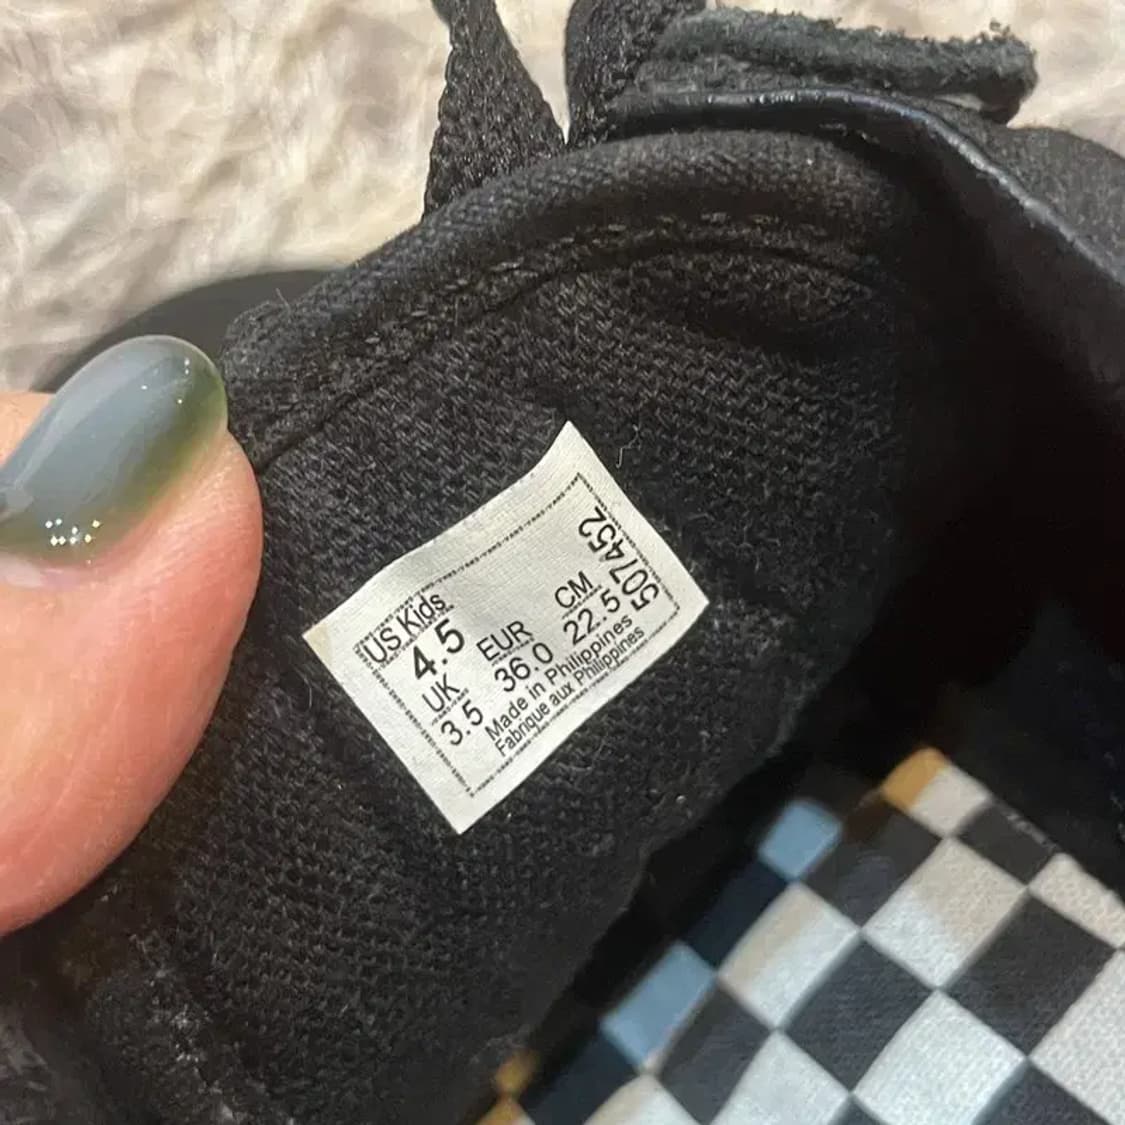 US Kids
4.5
UK
3.5
EUR
36.0
CM
22.5
Made in Philippines
Fabrique aux Philippines
507452